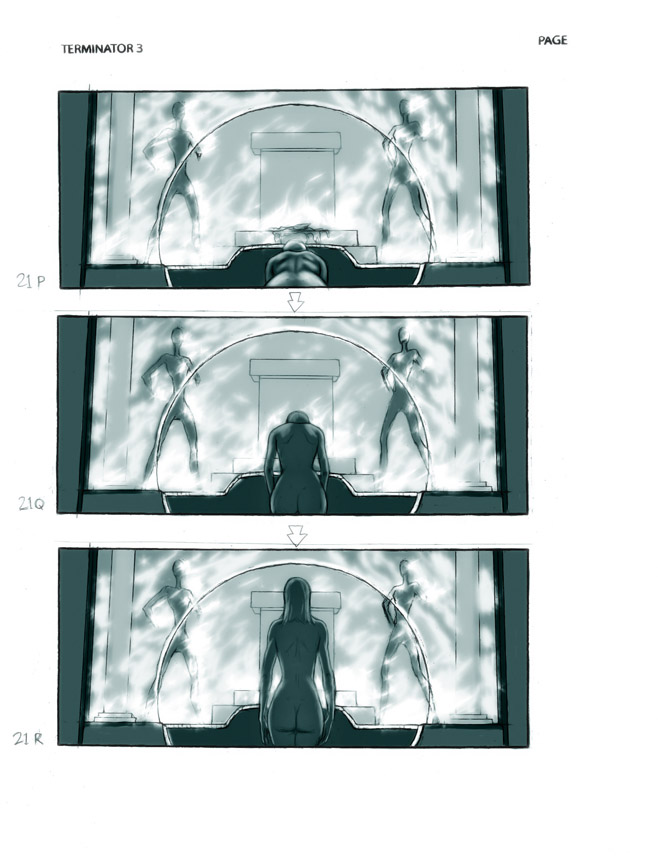 TERMINATOR 3
PAGE
21 P
21Q
21 R